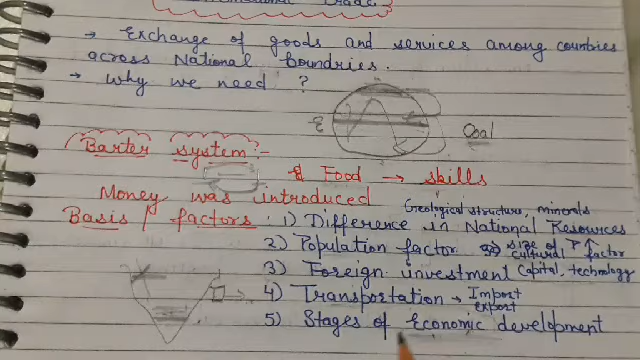 Trade.
→ Exchange of goods and services among countries
across National boundries.
→ Why we need ?
Coal
Barter system:-
Food → skills
Money was introduced
Geological structure, minerals
Basis / factors : 1) Difference in National Resources
2) Population factor size of P ↑
cultural factor
3) Foreign investment Capital, technology
4) Transportation → Import
export
5) Stages of Economic development